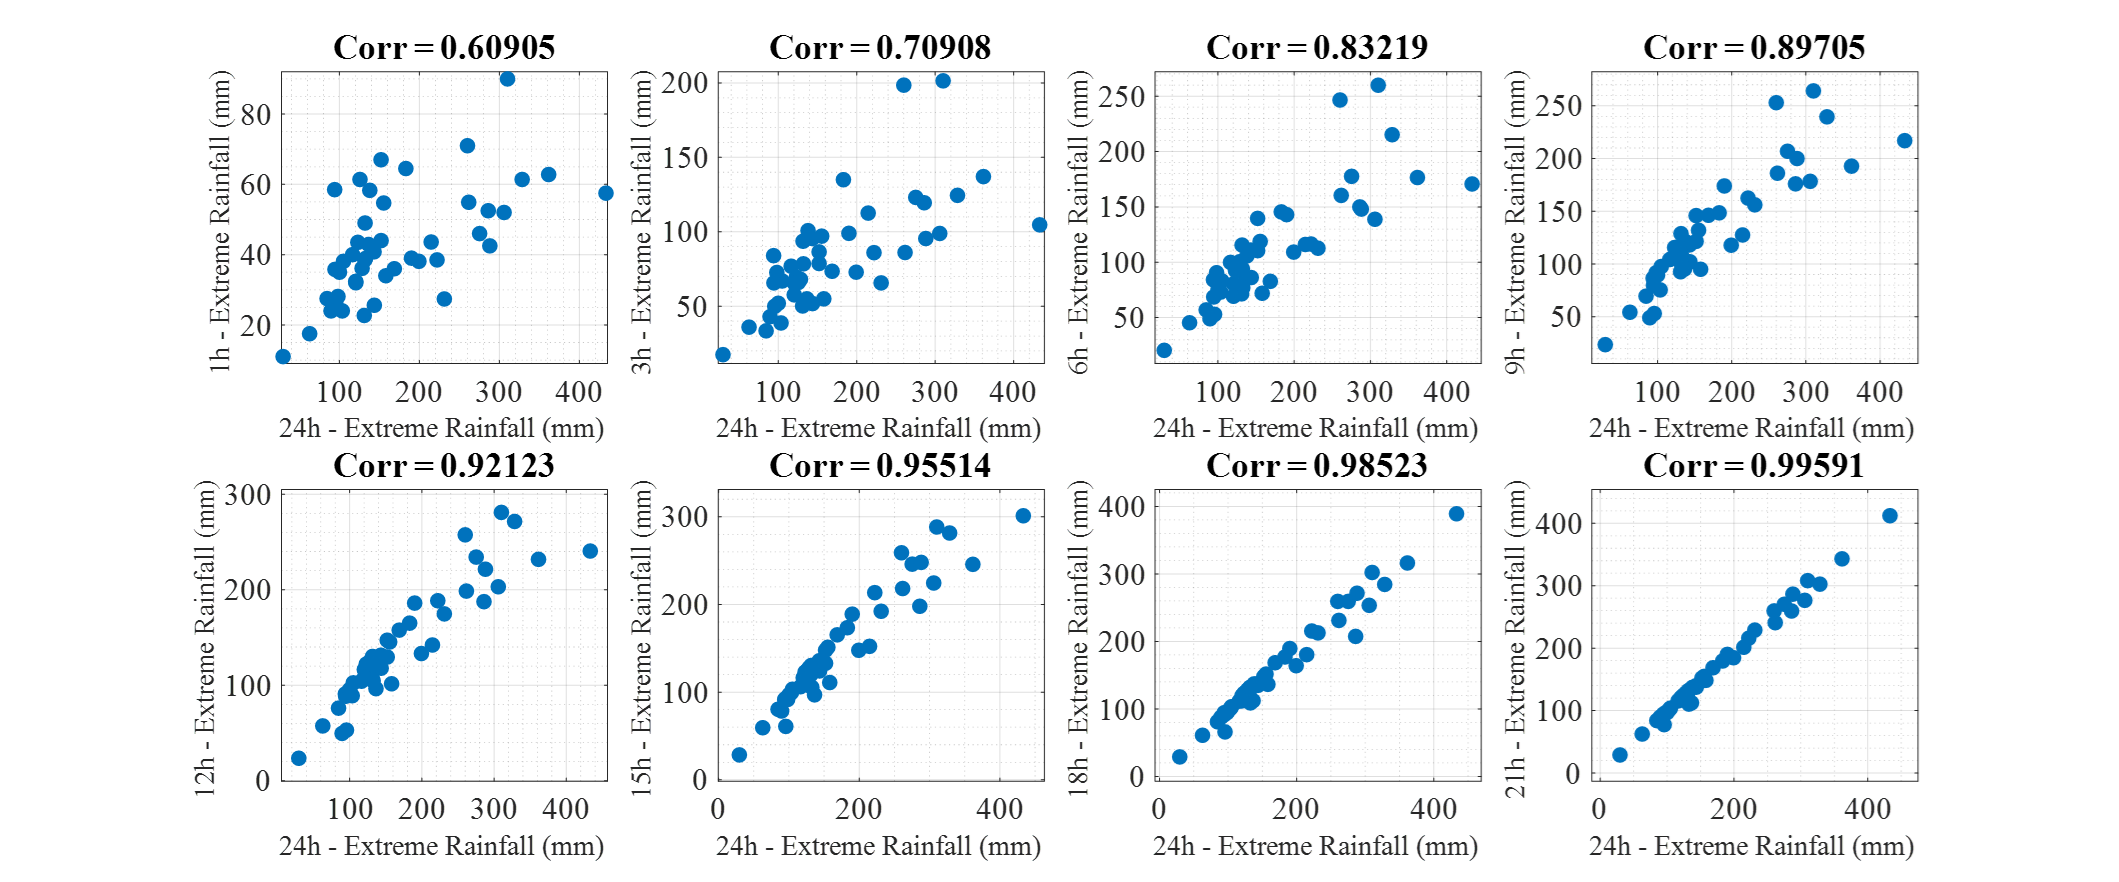 Corr = 0.60905
1h - Extreme Rainfall (mm)
80
60
40
20
100 200 300 400
24h - Extreme Rainfall (mm)
Corr = 0.70908
3h - Extreme Rainfall (mm)
200
150
100
50
100 200 300 400
24h - Extreme Rainfall (mm)
Corr = 0.83219
6h - Extreme Rainfall (mm)
250
200
150
100
50
100 200 300 400
24h - Extreme Rainfall (mm)
Corr = 0.89705
9h - Extreme Rainfall (mm)
250
200
150
100
50
100 200 300 400
24h - Extreme Rainfall (mm)
Corr = 0.92123
12h - Extreme Rainfall (mm)
300
200
100
0
100 200 300 400
24h - Extreme Rainfall (mm)
Corr = 0.95514
15h - Extreme Rainfall (mm)
300
200
100
0
0 100 200 300 400
24h - Extreme Rainfall (mm)
Corr = 0.98523
18h - Extreme Rainfall (mm)
400
300
200
100
0
0 200 400
24h - Extreme Rainfall (mm)
Corr = 0.99591
21h - Extreme Rainfall (mm)
400
300
200
100
0
0 200 400
24h - Extreme Rainfall (mm)